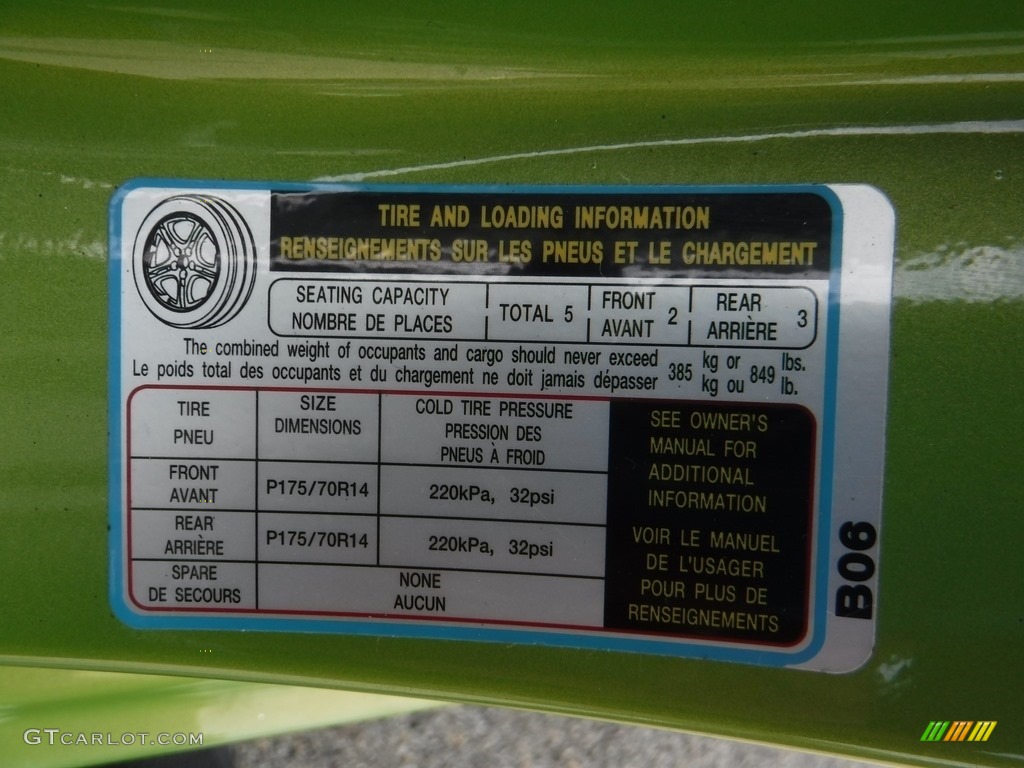 TIRE AND LOADING INFORMATION
RENSEIGNEMENTS SUR LES PNEUS ET LE CHARGEMENT
SEATING CAPACITY
NOMBRE DE PLACES
TOTAL 5
FRONT
AVANT
2
REAR
ARRIÈRE
3
The combined weight of occupants and cargo should never exceed
Le poids total des occupants et du chargement ne doit jamais dépasser
385
kg or
kg ou
849
lbs.
lb.
TIRE
PNEU
SIZE
DIMENSIONS
COLD TIRE PRESSURE
PRESSION DES
PNEUS À FROID
FRONT
AVANT
P175/70R14
220kPa, 32psi
REAR
ARRIÈRE
P175/70R14
220kPa, 32psi
SPARE
DE SECOURS
NONE
AUCUN
SEE OWNER'S
MANUAL FOR
ADDITIONAL
INFORMATION
VOIR LE MANUEL
DE L'USAGER
POUR PLUS DE
RENSEIGNEMENTS
B06
GTCARLOT.COM